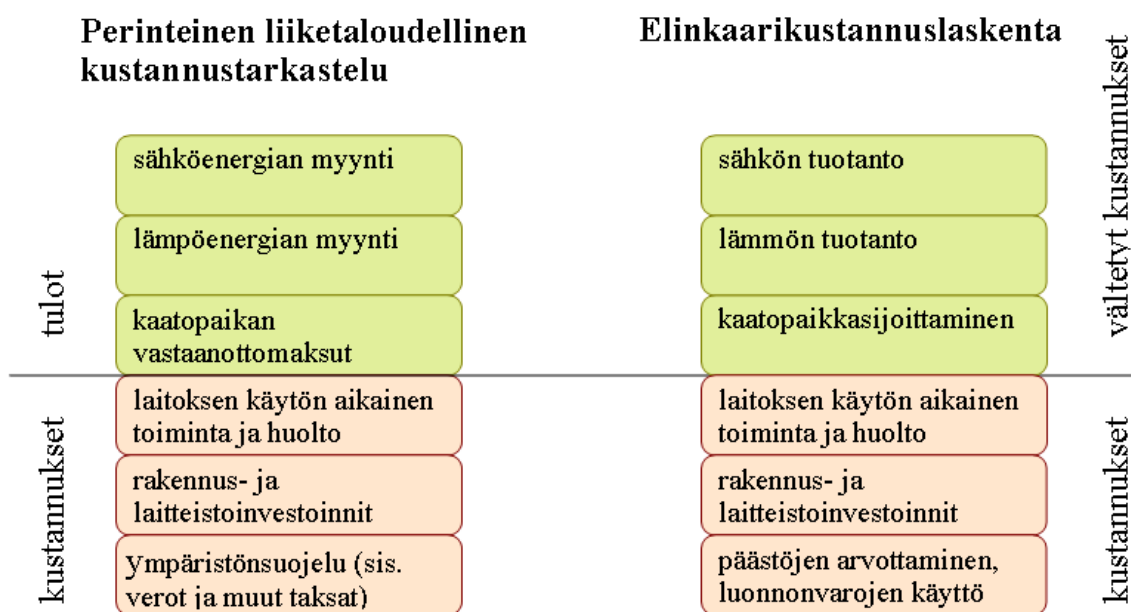 Perinteinen liiketaloudellinen
kustannustarkastelu
sähköenergian myynti
lämpöenergian myynti
kaatopaikan
vastaanottomaksut
laitoksen käytön aikainen
toiminta ja huolto
rakennus- ja
laitteistoinvestoinnit
ympäristönsuojelu (sis.
verot ja muut taksat)
tulot
kustannukset
Elinkaarikustannuslaskenta
sähkön tuotanto
lämmön tuotanto
kaatopaikkasijoittaminen
laitoksen käytön aikainen
toiminta ja huolto
rakennus- ja
laitteistoinvestoinnit
päästöjen arvottaminen,
luonnonvarojen käyttö
vältetyt kustannukset
kustannukset